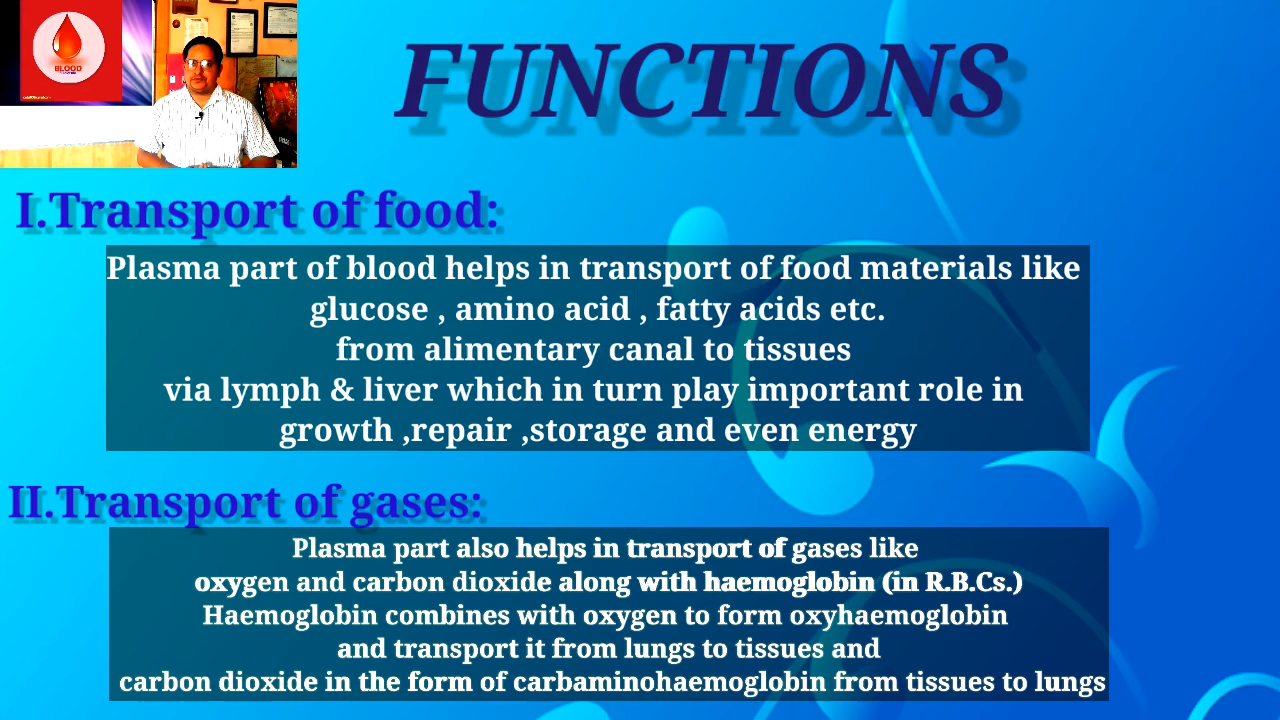 BLOOD
FUNCTIONS
I.Transport of food:
Plasma part of blood helps in transport of food materials like
glucose , amino acid , fatty acids etc.
from alimentary canal to tissues
via lymph & liver which in turn play important role in
growth ,repair ,storage and even energy
II.Transport of gases:
Plasma part also helps in transport of gases like
oxygen and carbon dioxide along with haemoglobin (in R.B.Cs.)
Haemoglobin combines with oxygen to form oxyhaemoglobin
and transport it from lungs to tissues and
carbon dioxide in the form of carbaminohaemoglobin from tissues to lungs